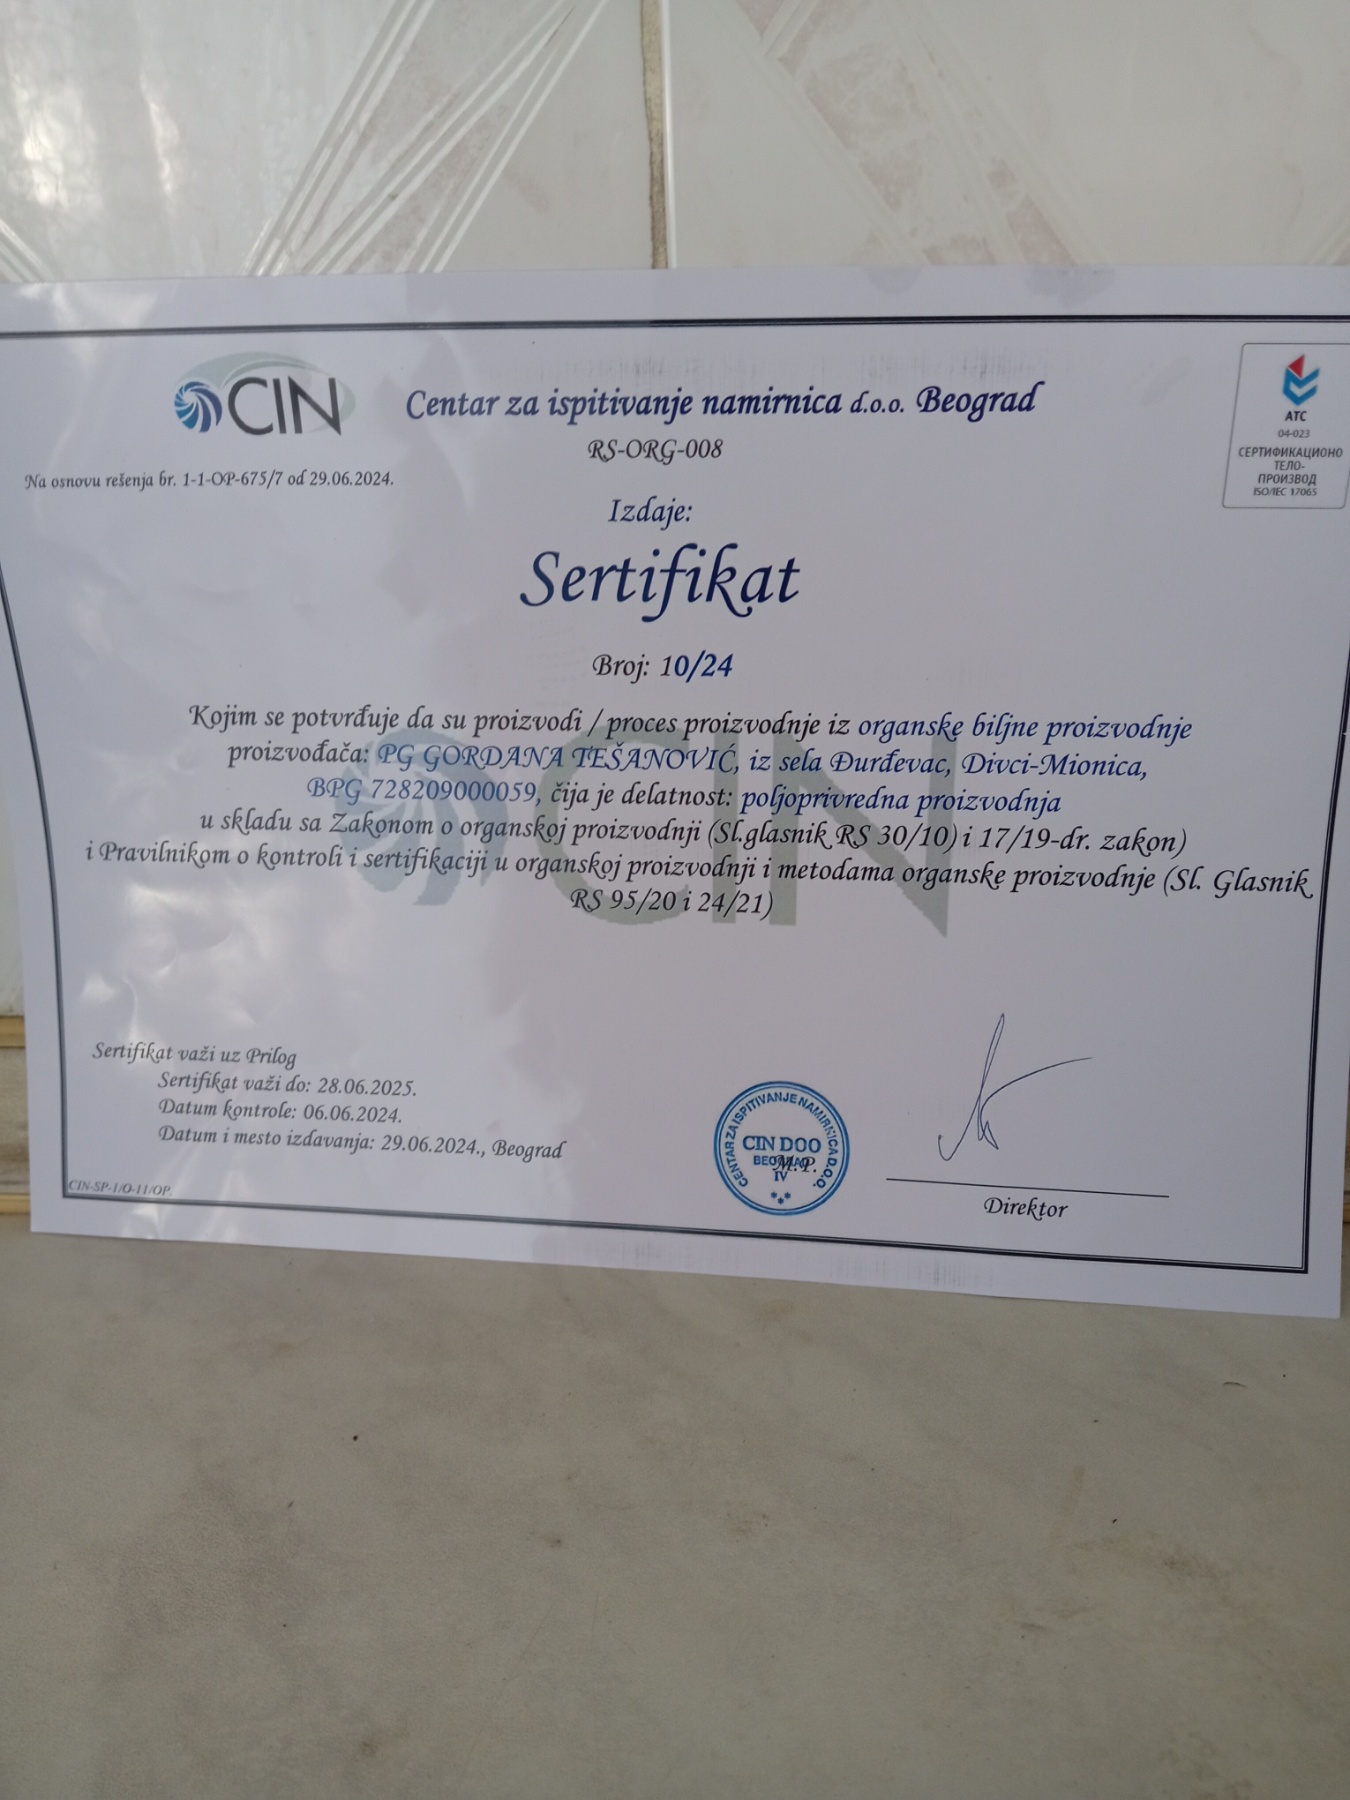 CIN
Centar za ispitivanje namirnica d.o.o. Beograd
RS-ORG-008
АТС
04-023
СЕРТИФИКАЦИОНО
ТЕЛО-
ПРОИЗВОД
ISO/IEC 17065
Na osnovu rešenja br. 1-1-OP-675/7 od 29.06.2024.
Izdaje:
Sertifikat
Broj: 10/24
Kojim se potvrđuje da su proizvodi / proces proizvodnje iz organske biljne proizvodnje
proizvođača: PG GORDANA TEŠANOVIĆ, iz sela Đurđevac, Divci-Mionica,
BPG 728209000059, čija je delatnost: poljoprivredna proizvodnja
u skladu sa Zakonom o organskoj proizvodnji (Sl.glasnik RS 30/10) i 17/19-dr. zakon)
i Pravilnikom o kontroli i sertifikaciji u organskoj proizvodnji i metodama organske proizvodnje (Sl. Glasnik
RS 95/20 i 24/21)
CIN
Sertifikat važi uz Prilog
Sertifikat važi do: 28.06.2025.
Datum kontrole: 06.06.2024.
Datum i mesto izdavanja: 29.06.2024., Beograd
CIN-SP-1/O-11/OP.
CENTAR ZA ISPITIVANJE NAMIRNICA D.O.O.
CIN DOO
BEOGRAD
M.P.
IV
Direktor